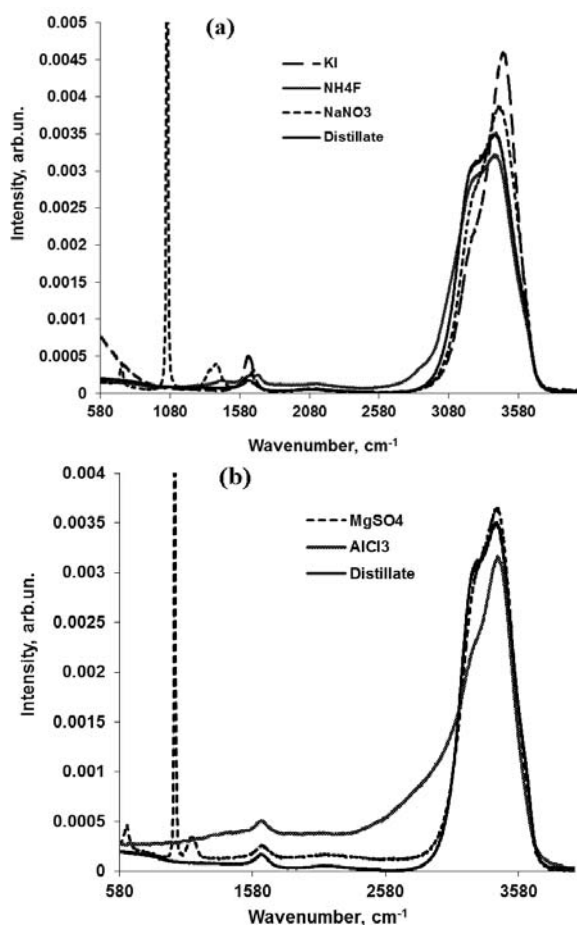 (a)
0.005
0.0045
0.004
0.0035
0.003
0.0025
0.002
0.0015
0.001
0.0005
0
Intensity, arb.un.
KI
NH4F
NaNO3
Distillate
580 1080 1580 2080 2580 3080 3580
Wavenumber, cm-1
(b)
0.004
0.0035
0.003
0.0025
0.002
0.0015
0.001
0.0005
0
Intensity, arb.un.
MgSO4
AlCl3
Distillate
580 1580 2580 3580
Wavenumber, cm-1